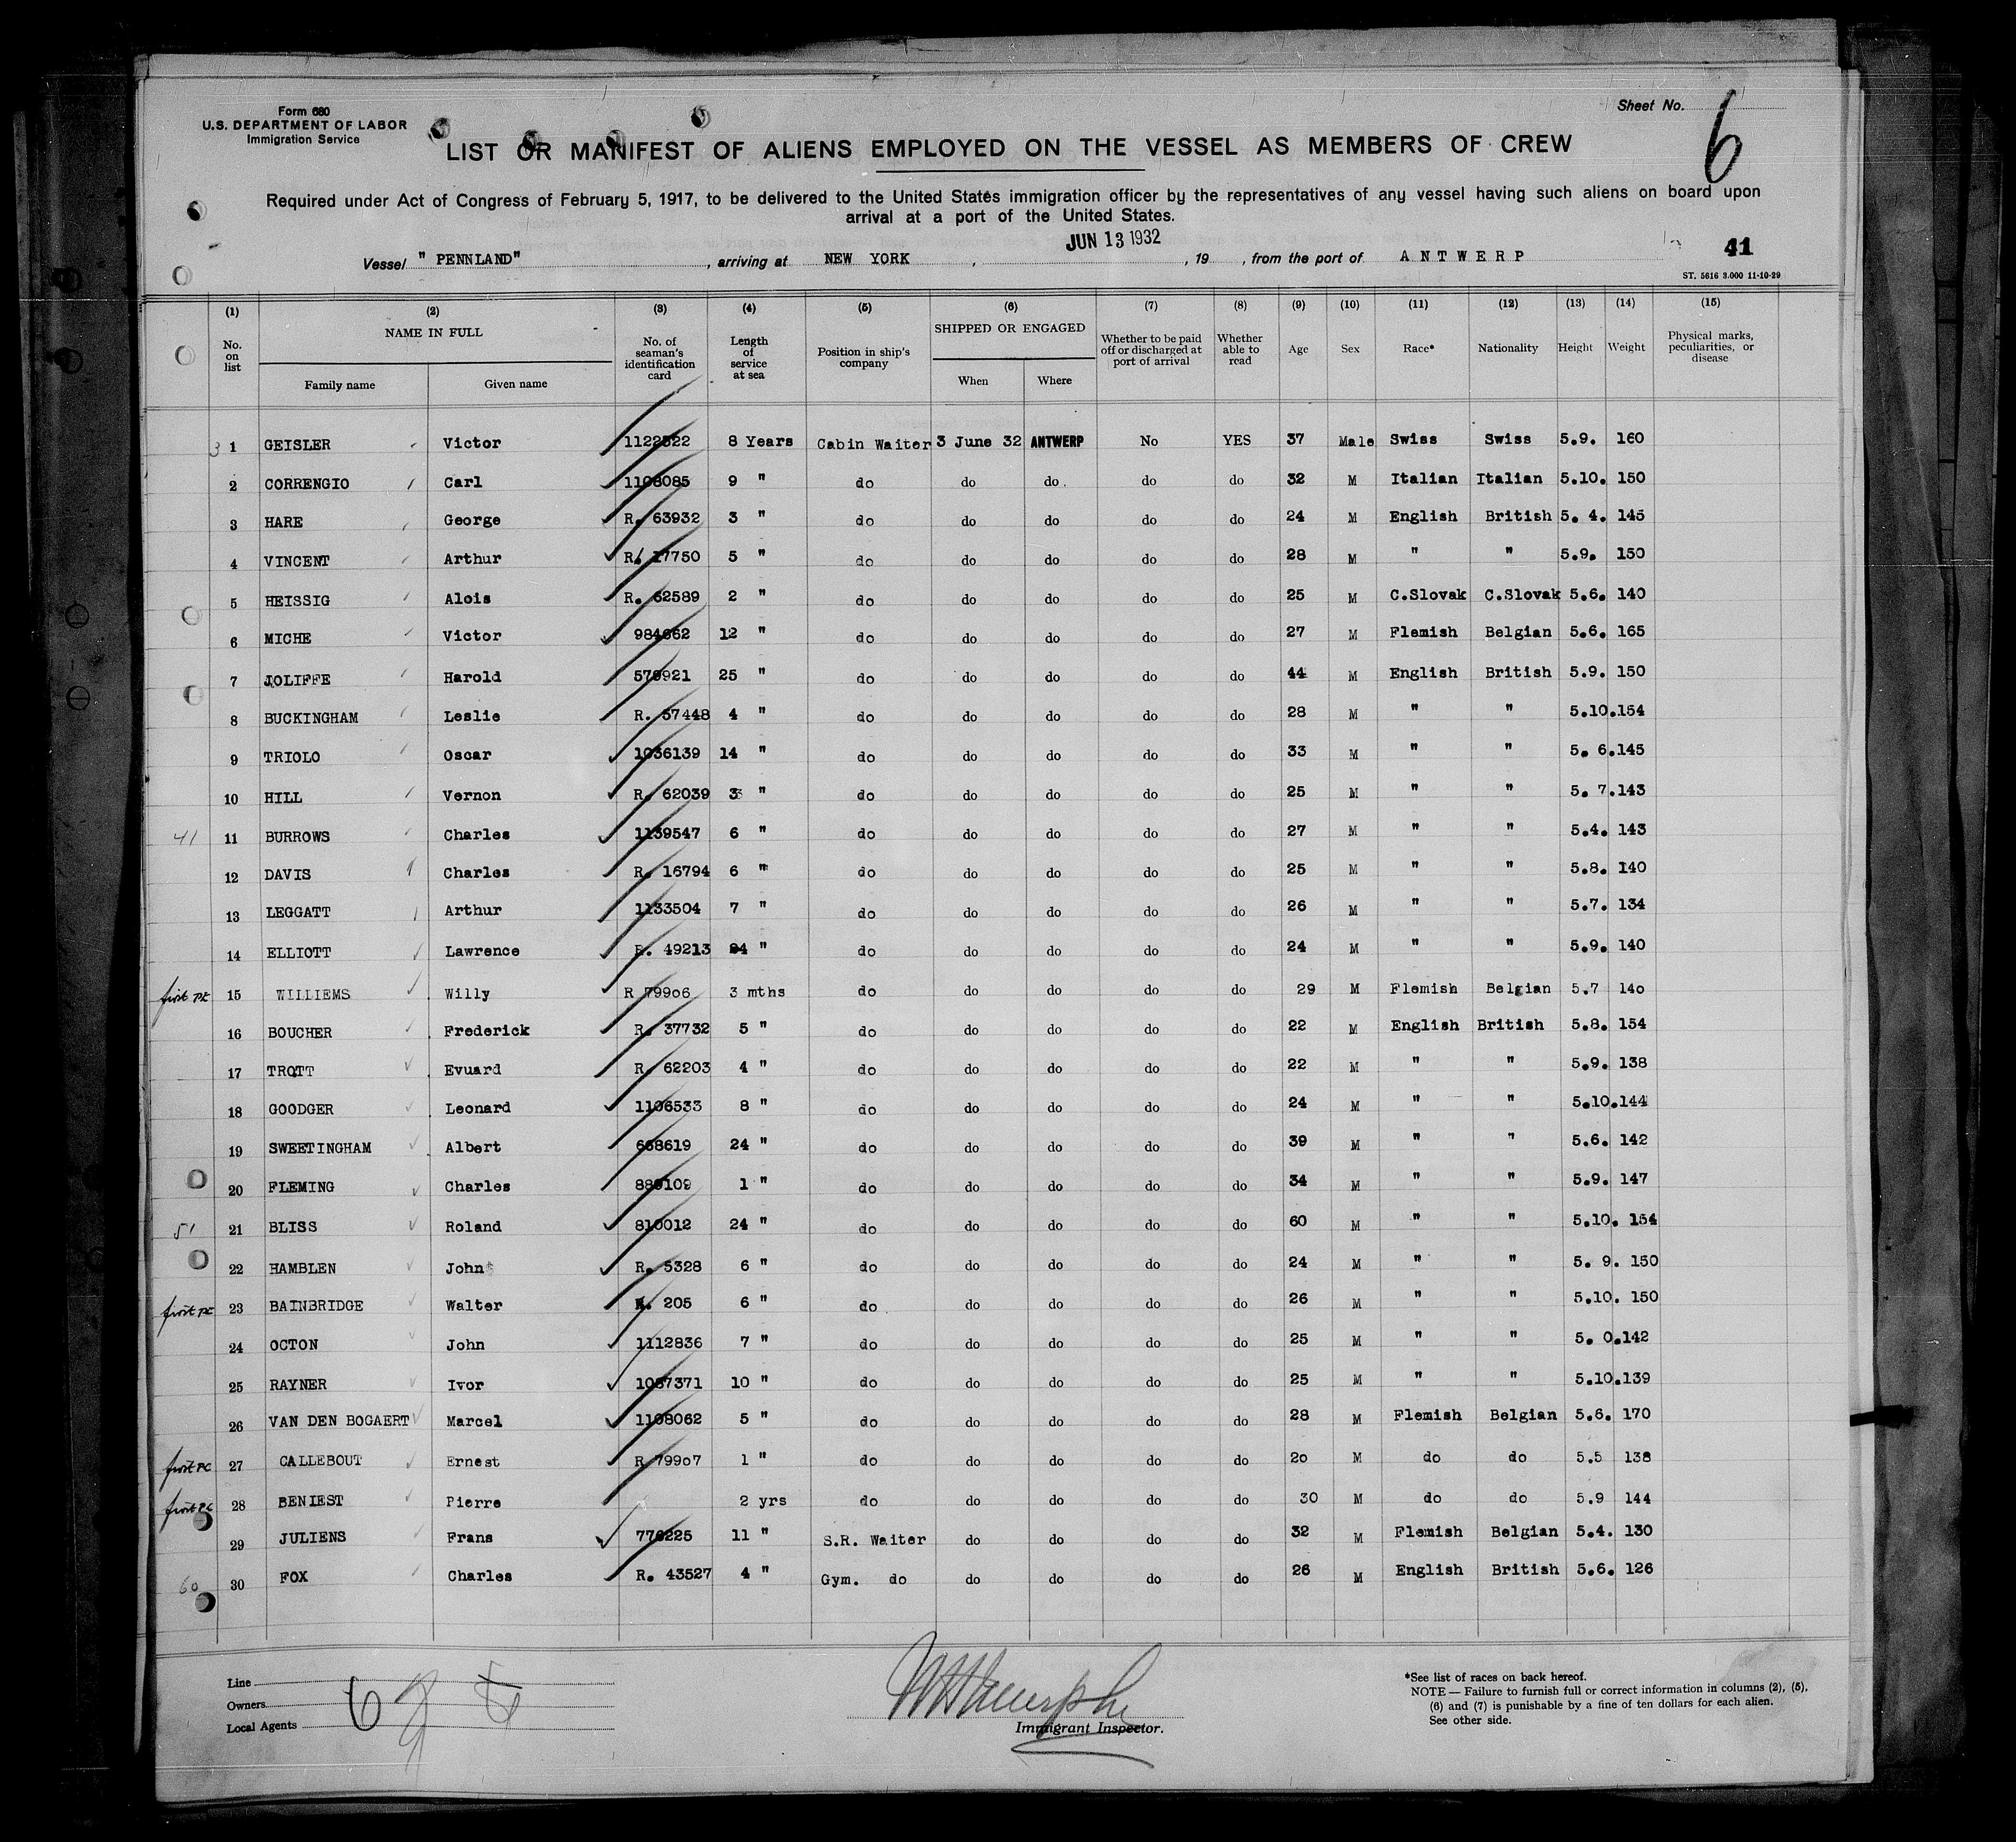 Form 680
U.S. DEPARTMENT OF LABOR
Immigration Service
Sheet No. 6
LIST OR MANIFEST OF ALIENS EMPLOYED ON THE VESSEL AS MEMBERS OF CREW
Required under Act of Congress of February 5, 1917, to be delivered to the United States immigration officer by the representatives of any vessel having such aliens on board upon
arrival at a port of the United States.
JUN 13 1932
Vessel " PENNLAND" , arriving at NEW YORK , , 19 , from the port of ANTWERP 41
ST. 5616 3.000 11-10-29
(1) (2) (3) (4) (5) (6) (7) (8) (9) (10) (11) (12) (13) (14) (15)
No. on list NAME IN FULL Family name Given name No. of seaman's identification card Length of service at sea Position in ship's company SHIPPED OR ENGAGED When Where Whether to be paid off or discharged at port of arrival Whether able to read Age Sex Race* Nationality Height Weight Physical marks, peculiarities, or disease
3 1 GEISLER Victor 1122522 8 Years Cabin Waiter 3 June 32 ANTWERP No YES 37 Male Swiss Swiss 5.9. 160
2 CORRENGIO Carl 1108085 9 " do do do do do 32 M Italian Italian 5.10. 150
3 HARE George R. 63932 3 " do do do do do 24 M English British 5. 4. 145
4 VINCENT Arthur R. 17750 5 " do do do do do 28 M " " 5.9. 150
5 HEISSIG Alois R. 62589 2 " do do do do do 25 M C.Slovak C.Slovak 5.6. 140
6 MICHE Victor 984662 12 " do do do do do 27 M Flemish Belgian 5.6. 165
7 JOLIFFE Harold 579921 25 " do do do do do 44 M English British 5.9. 150
8 BUCKINGHAM Leslie R. 57448 4 " do do do do do 28 M " " 5.10.154
9 TRIOLO Oscar 1036139 14 " do do do do do 33 M " " 5. 6.145
10 HILL Vernon R. 62039 3 " do do do do do 25 M " " 5. 7.143
41 11 BURROWS Charles 1139547 6 " do do do do do 27 M " " 5.4. 143
12 DAVIS Charles R. 16794 6 " do do do do do 25 M " " 5.8. 140
13 LEGGATT Arthur 1133504 7 " do do do do do 26 M " " 5.7. 134
14 ELLIOTT Lawrence R. 49213 " do do do do do 24 M " " 5.9. 140
first 15 WILLIEMS Willy R 79906 3 mths do do do do do 29 M Flemish Belgian 5.7 140
16 BOUCHER Frederick R. 37732 5 " do do do do do 22 M English British 5.8. 154
17 TROTT Evuard R. 62203 4 " do do do do do 22 M " " 5.9. 138
18 GOODGER Leonard 1106533 8 " do do do do do 24 M " " 5.10.144
19 SWEETINGHAM Albert 668619 24 " do do do do do 39 M " " 5.6. 142
20 FLEMING Charles 880109 1 " do do do do do 34 M " " 5.9. 147
51 21 BLISS Roland 810012 24 " do do do do do 60 M " " 5.10. 154
22 HAMBLEN John R. 5328 6 " do do do do do 24 M " " 5. 9. 150
first 23 BAINBRIDGE Walter R. 205 6 " do do do do do 26 M " " 5.10. 150
24 OCTON John 1112836 7 " do do do do do 25 M " " 5. 0.142
25 RAYNER Ivor 1087371 10 " do do do do do 25 M " " 5.10.139
26 VAN DEN BOGAERT Marcel 1108062 5 " do do do do do 28 M Flemish Belgian 5.6. 170
first 27 CALLEBOUT Ernest R 79907 1 " do do do do do 20 M do do 5.5 138
first 28 BENIEST Pierre 2 yrs do do do do do 30 M do do 5.9 144
29 JULIENS Frans 776225 11 " S.R. Waiter do do do do 32 M Flemish Belgian 5.4. 130
60 30 FOX Charles R. 43527 4 " Gym. do do do do do 26 M English British 5.6. 126
Line
Owners
Local Agents
Immigrant Inspector.
*See list of races on back hereof.
NOTE — Failure to furnish full or correct information in columns (2), (5),
(6) and (7) is punishable by a fine of ten dollars for each alien.
See other side.